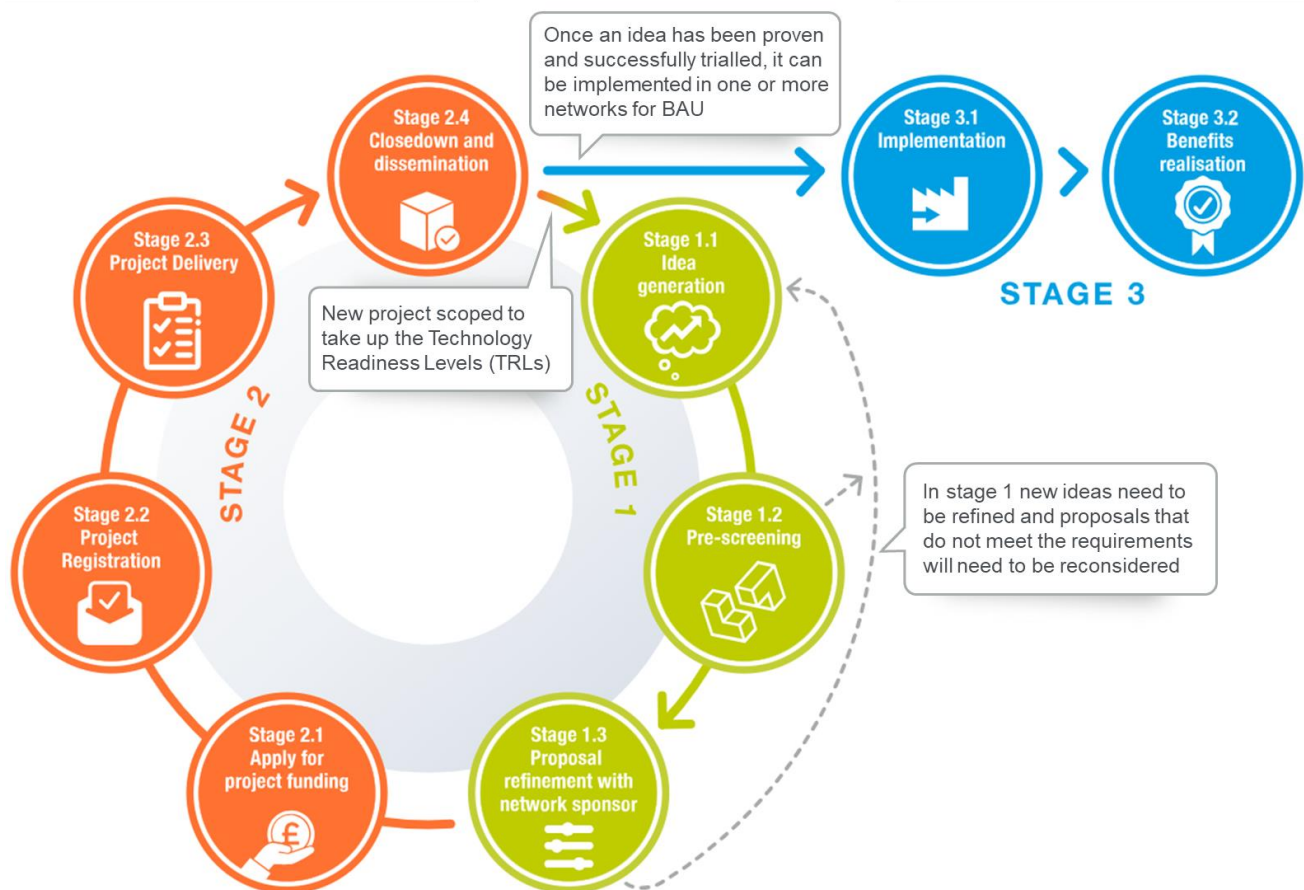 Once an idea has been proven
and successfully trialled, it can
be implemented in one or more
networks for BAU
Stage 2.4
Closedown and
dissemination
Stage 3.1
Implementation
Stage 3.2
Benefits
realisation
STAGE 3
Stage 2.3
Project Delivery
Stage 1.1
Idea
generation
New project scoped to
take up the Technology
Readiness Levels (TRLs)
STAGE 2
STAGE 1
In stage 1 new ideas need to
be refined and proposals that
do not meet the requirements
will need to be reconsidered
Stage 2.2
Project
Registration
Stage 1.2
Pre-screening
Stage 2.1
Apply for
project funding
£
Stage 1.3
Proposal
refinement with
network sponsor